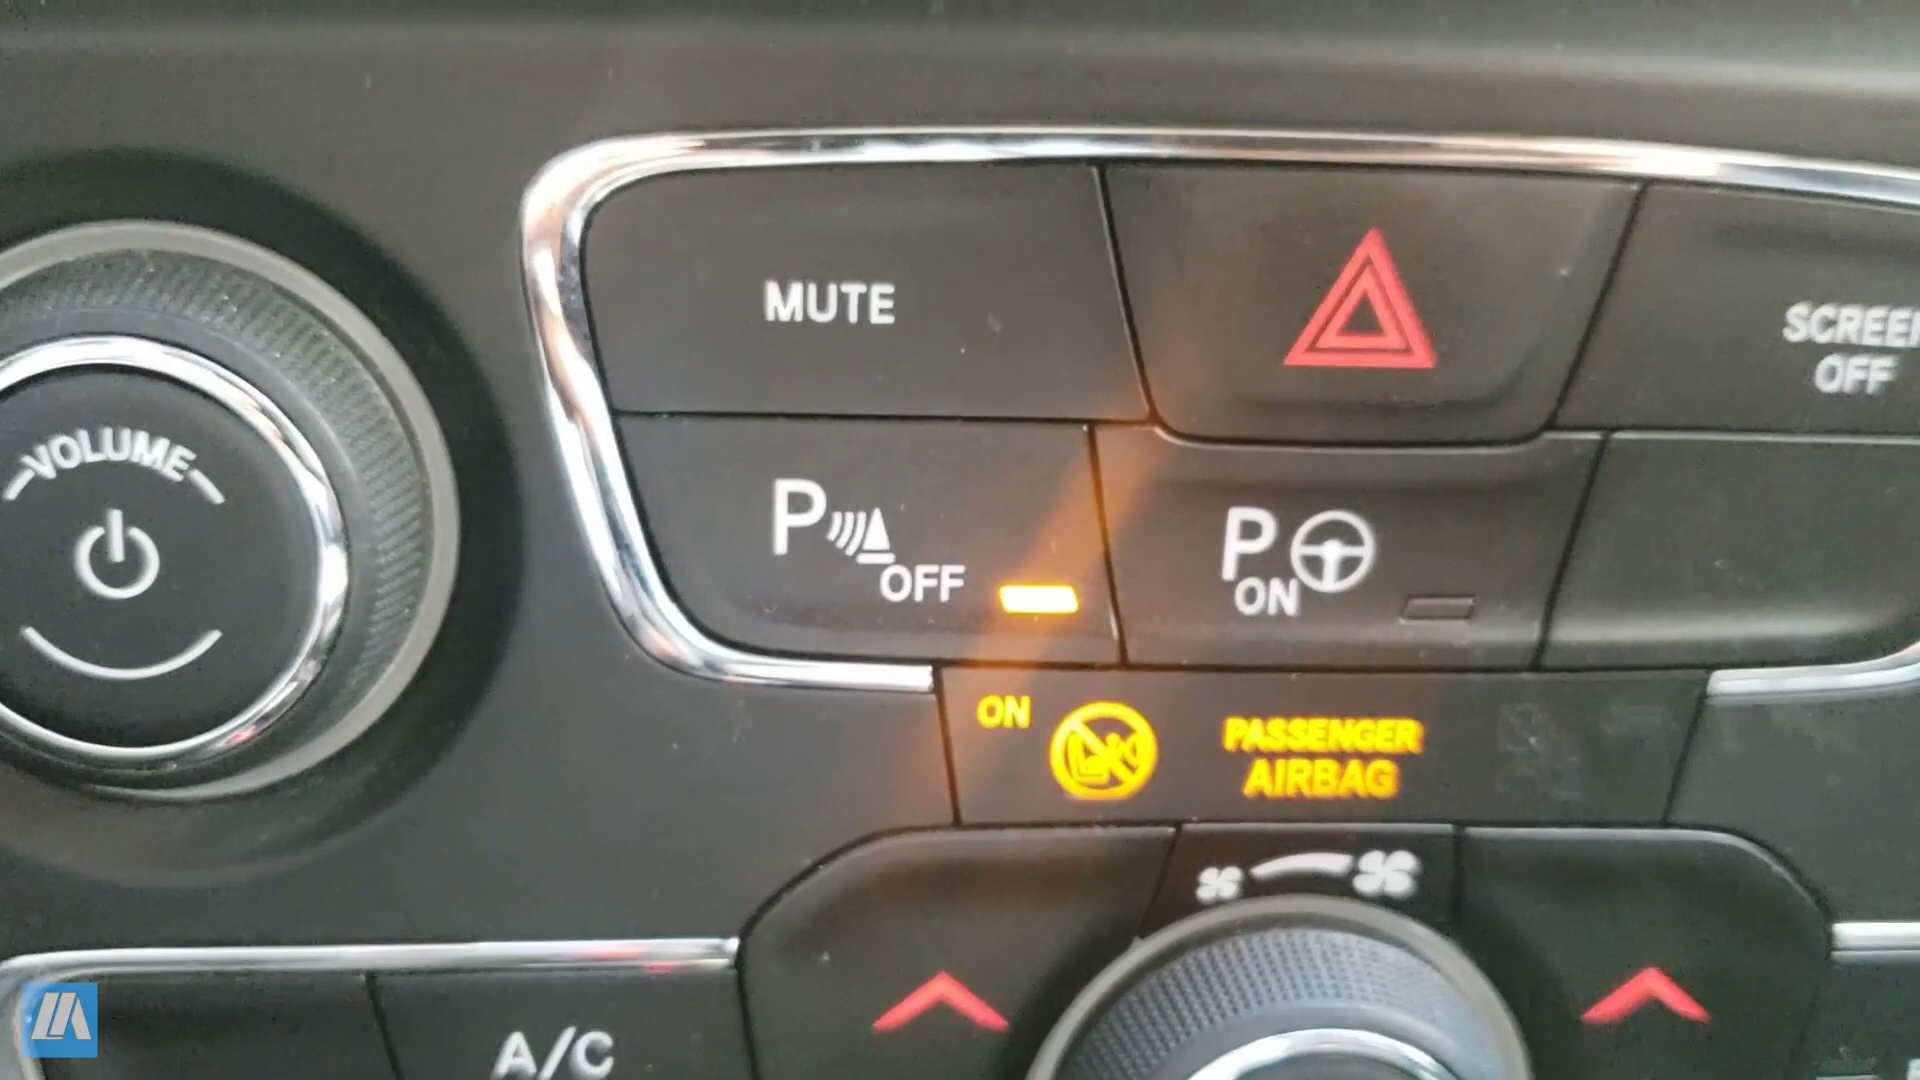 MUTE
SCREEN
OFF
VOLUME
P OFF
P ON
ON
PASSENGER
AIRBAG
A/C